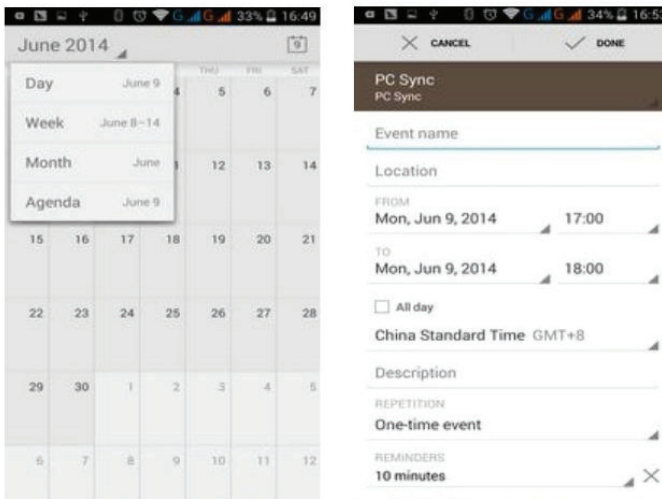 G G 33% 16:49
June 2014 9
THU FRI SAT
Day June 9 4 5 6 7
Week June 8–14
Month June 11 12 13 14
Agenda June 9
15 16 17 18 19 20 21
22 23 24 25 26 27 28
29 30 1 2 3 4 5
6 7 8 9 10 11 12
G G 34% 16:52
CANCEL DONE
PC Sync
PC Sync
Event name
Location
FROM
Mon, Jun 9, 2014 17:00
TO
Mon, Jun 9, 2014 18:00
All day
China Standard Time GMT+8
Description
REPETITION
One-time event
REMINDERS
10 minutes